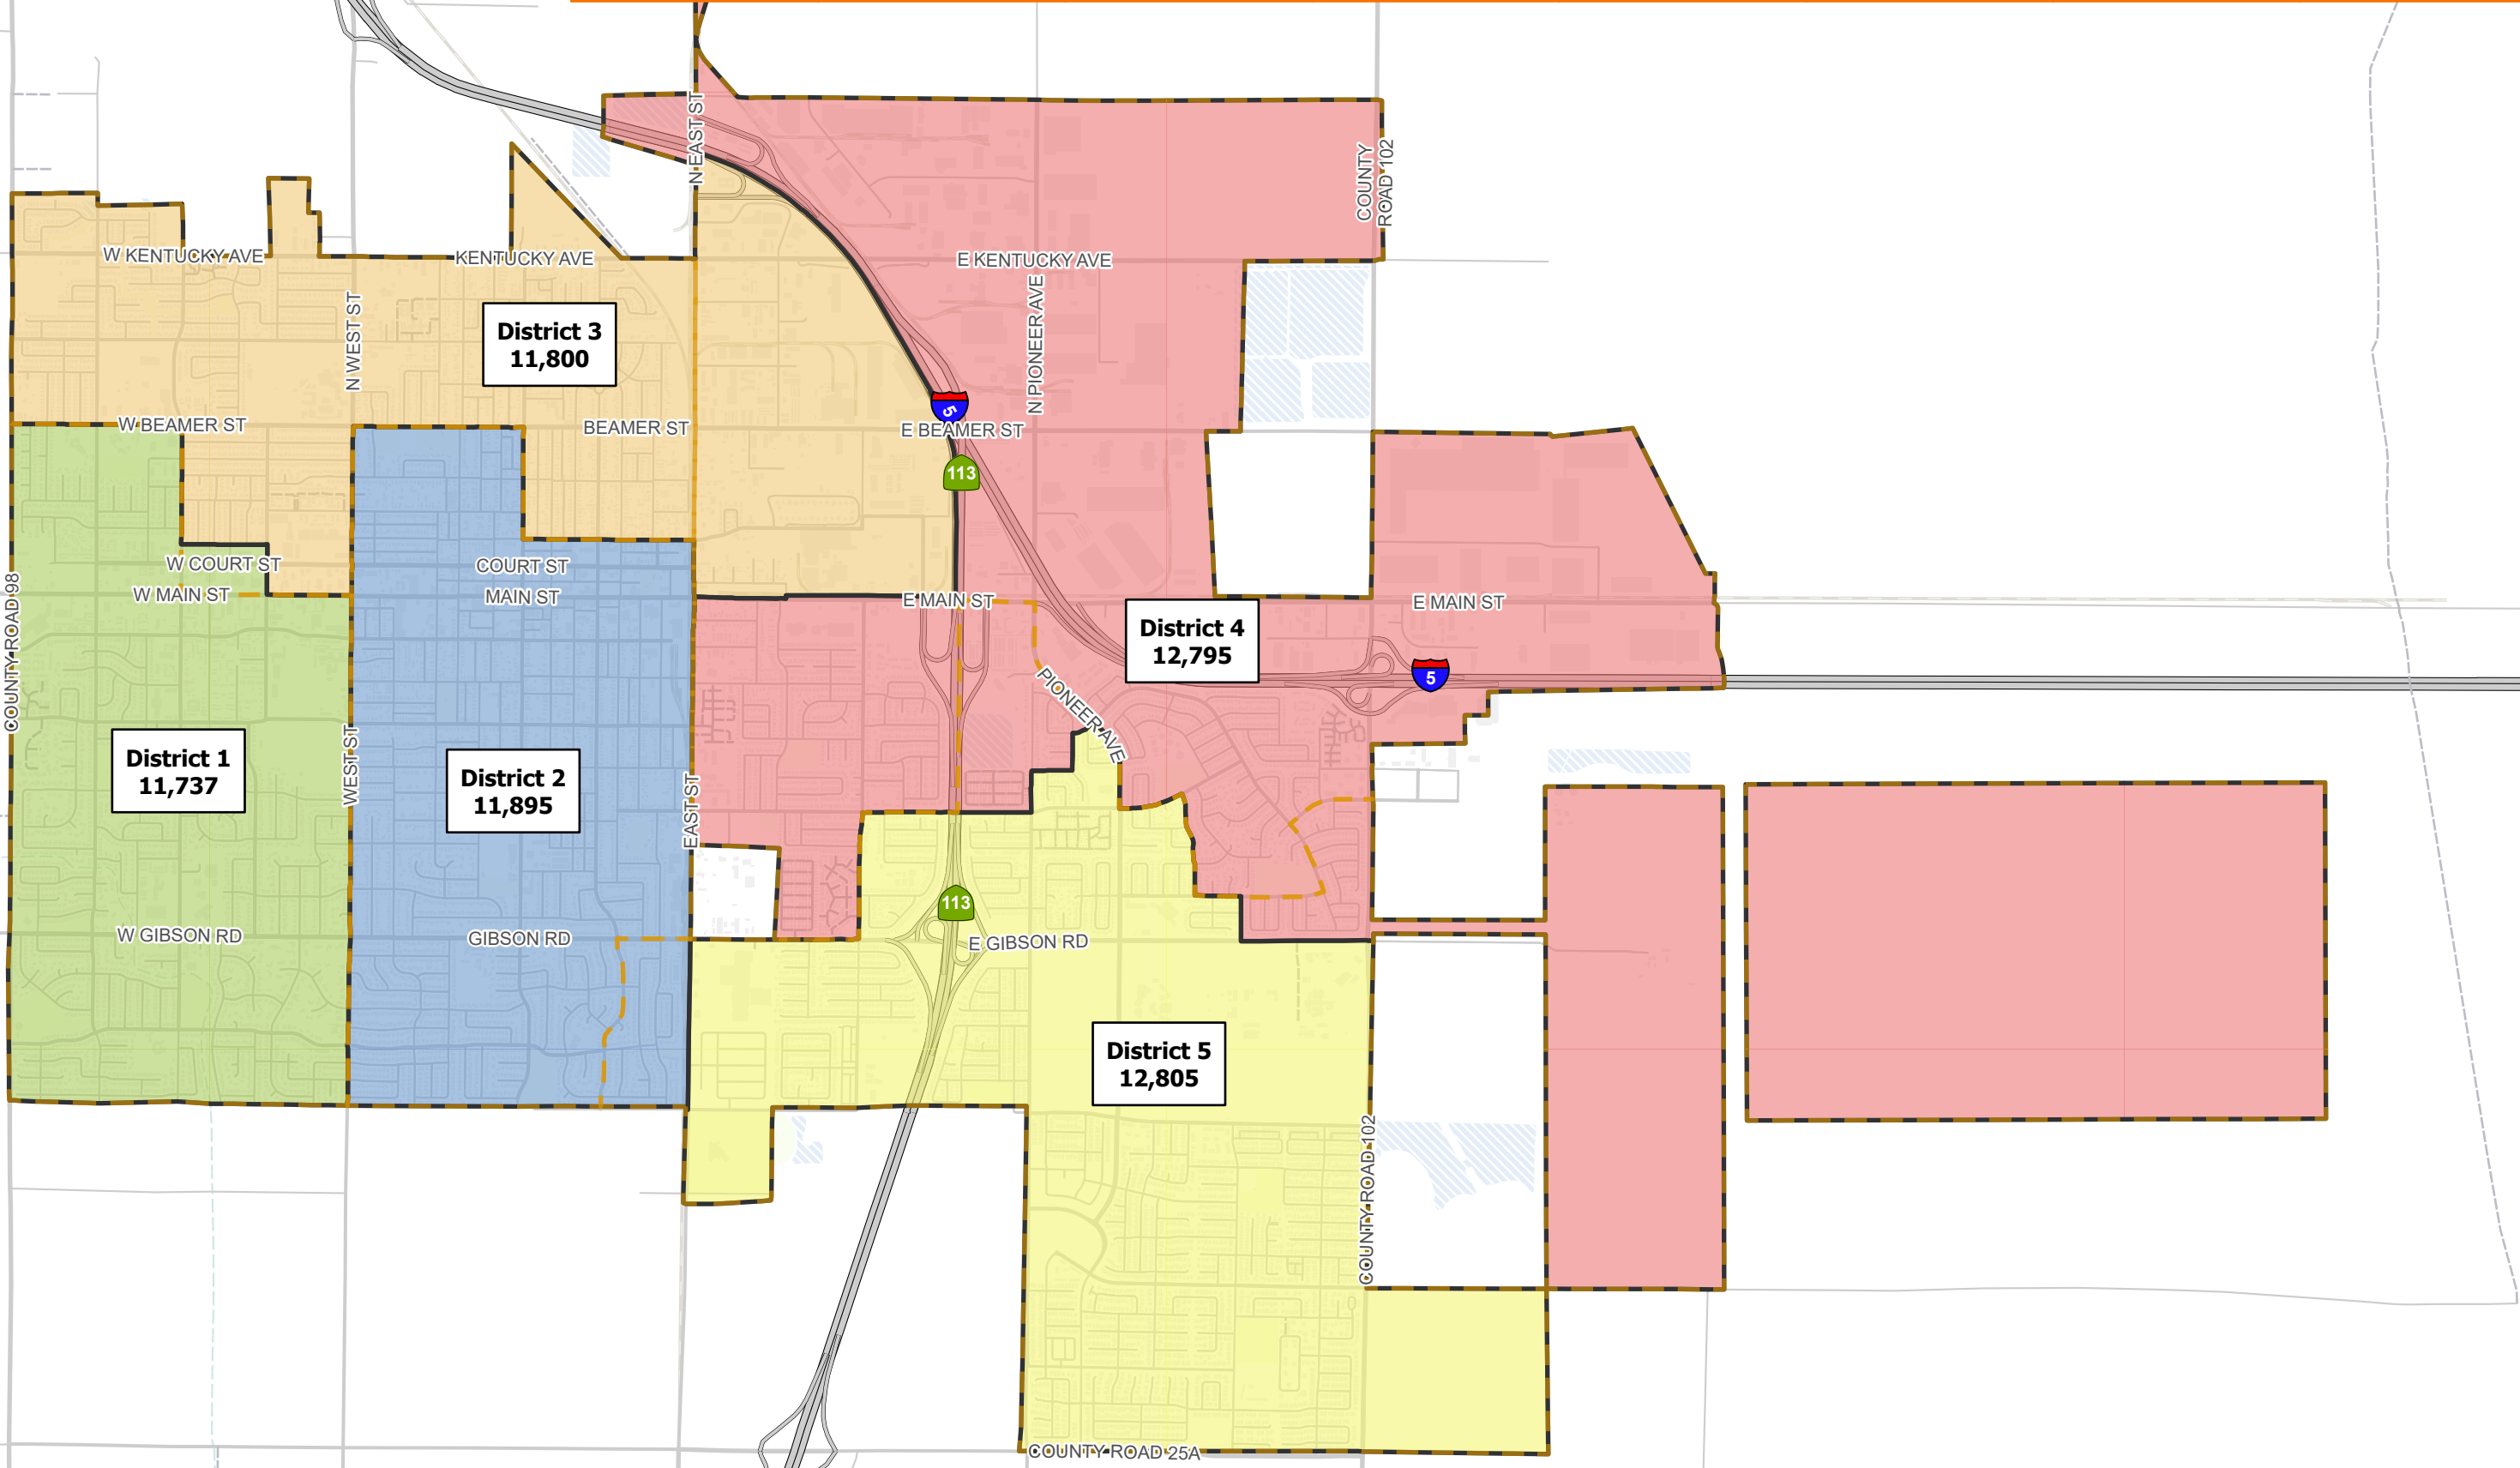 N EAST ST
COUNTY
ROAD 102
W KENTUCKY AVE
KENTUCKY AVE
E KENTUCKY AVE
N WEST ST
District 3
11,800
N PIONEER AVE
5
W BEAMER ST
BEAMER ST
E BEAMER ST
113
W COURT ST
COURT ST
W MAIN ST
MAIN ST
E MAIN ST
E MAIN ST
COUNTY ROAD 98
District 4
12,795
5
PIONEER AVE
WEST ST
District 1
11,737
District 2
11,895
EAST ST
113
W GIBSON RD
GIBSON RD
E GIBSON RD
District 5
12,805
COUNTY ROAD 102
COUNTY ROAD 25A